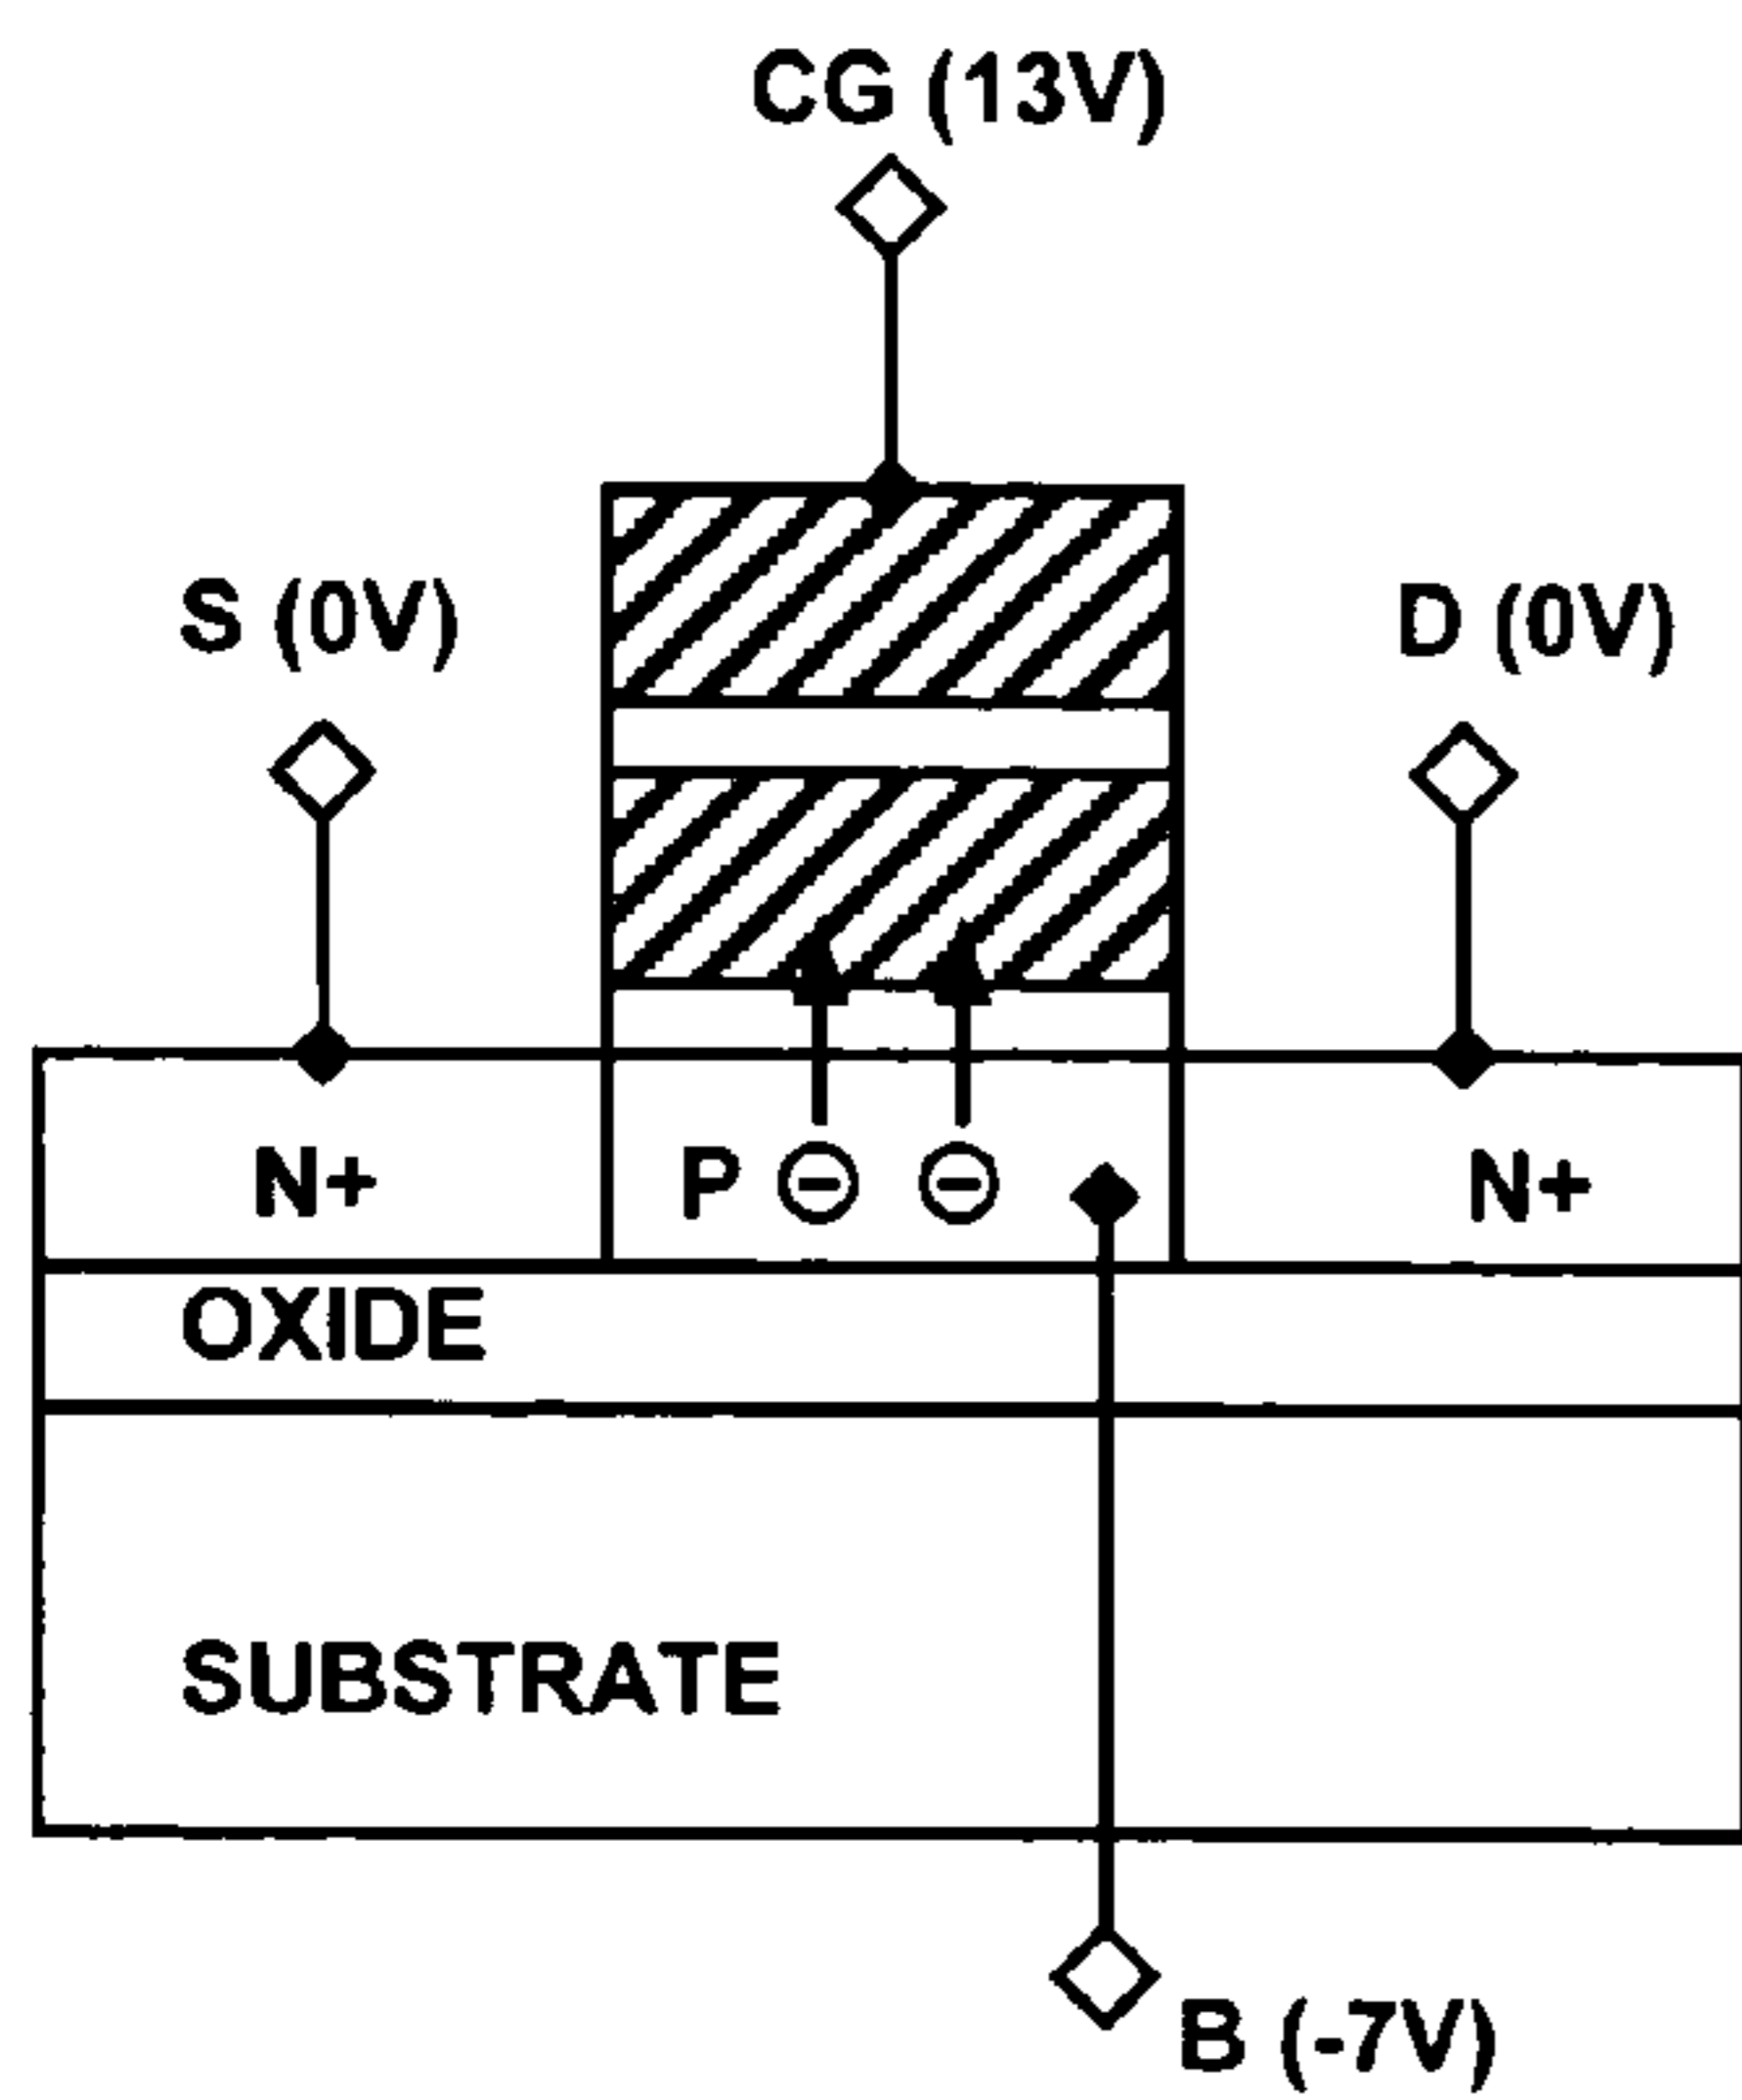 CG (13V)
S (0V)
D (0V)
N+
P ⊖ ⊖
N+
OXIDE
SUBSTRATE
B (-7V)